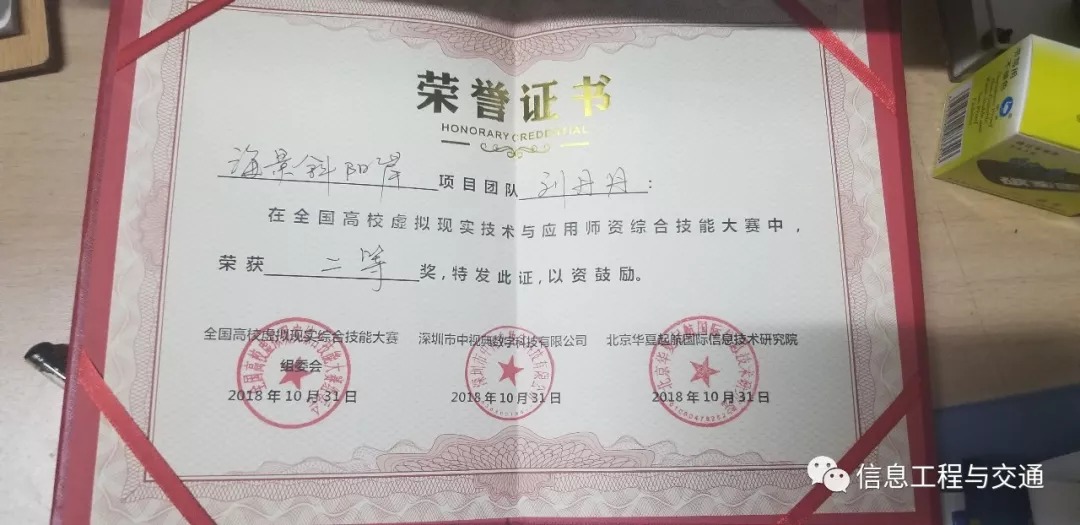 荣誉证书
HONORARY CREDENTIAL
海景斜阳岸 项目团队 刘丹丹：
在全国高校虚拟现实技术与应用师资综合技能大赛中，
荣获 二等 奖，特发此证，以资鼓励。
全国高校虚拟现实综合技能大赛 深圳市中视典数字科技有限公司 北京华夏起航国际信息技术研究院
组委会
2018年10月31日 2018年10月31日 2018年10月31日
信息工程与交通